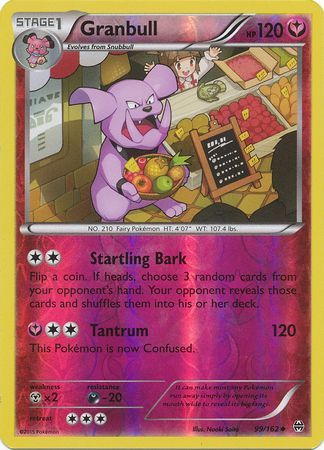 STAGE1
Granbull
HP 120
Evolves from Snubbull
NO. 210 Fairy Pokémon HT: 4'07" WT: 107.4 lbs.
Startling Bark
Flip a coin. If heads, choose 3 random cards from
your opponent's hand. Your opponent reveals those
cards and shuffles them into his or her deck.
Tantrum 120
This Pokémon is now Confused.
weakness
×2
resistance
-20
retreat
It can make most any Pokémon
run away simply by opening its
mouth wide to reveal its big fangs!
©2015 Pokémon
Illus. Naoki Saito
99/162